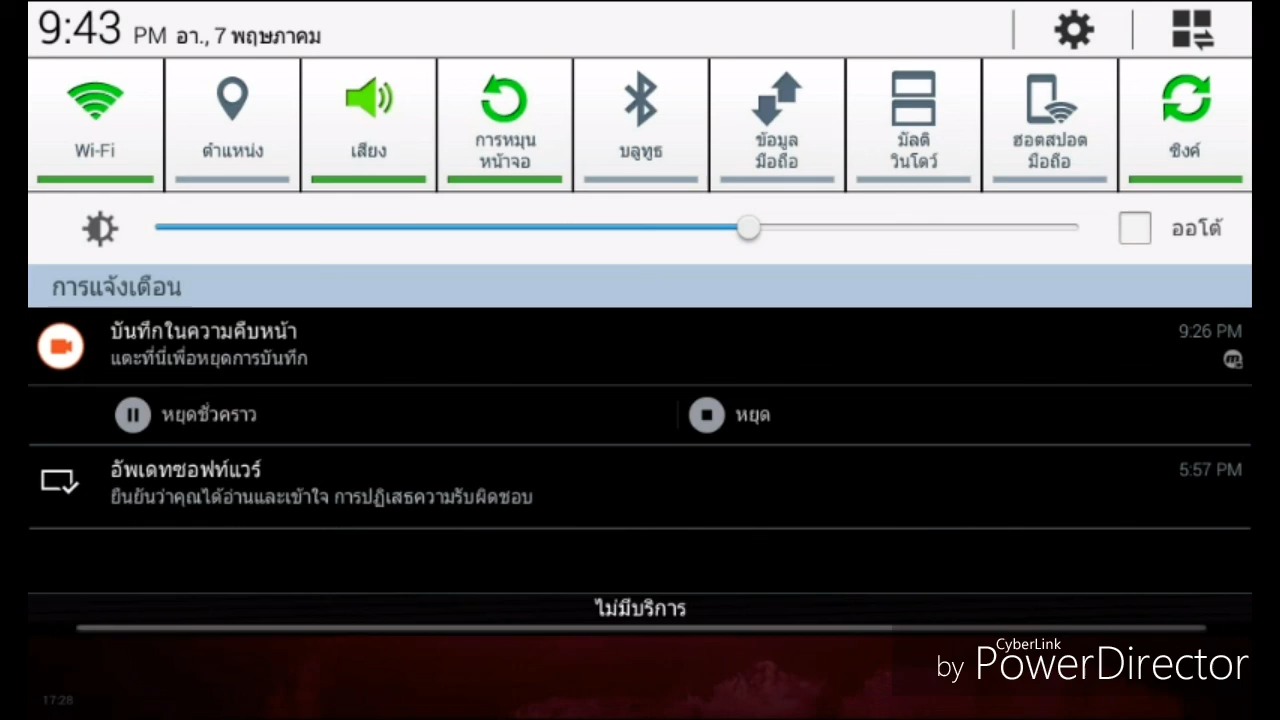 9:43 PM อา., 7 พฤษภาคม
Wi-Fi
ตำแหน่ง
เสียง
การหมุน
หน้าจอ
บลูทูธ
ข้อมูล
มือถือ
มัลติ
วินโดว์
ฮอตสปอต
มือถือ
ซิงค์
ออโต้
การแจ้งเตือน
บันทึกในความคืบหน้า
9:26 PM
แตะที่นี่เพื่อหยุดการบันทึก
หยุดชั่วคราว
หยุด
อัพเดทซอฟท์แวร์
5:57 PM
ยืนยันว่าคุณได้อ่านและเข้าใจ การปฏิเสธความรับผิดชอบ
ไม่มีบริการ
CyberLink
by PowerDirector
17:28